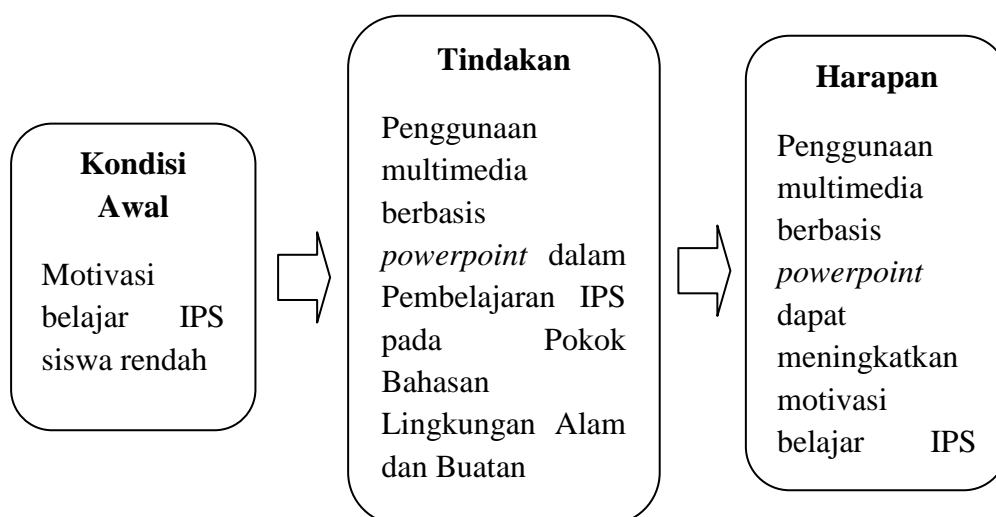 Kondisi
Awal
Motivasi
belajar IPS
siswa rendah
Tindakan
Penggunaan
multimedia
berbasis
powerpoint dalam
Pembelajaran IPS
pada Pokok
Bahasan
Lingkungan Alam
dan Buatan
Harapan
Penggunaan
multimedia
berbasis
powerpoint
dapat
meningkatkan
motivasi
belajar IPS